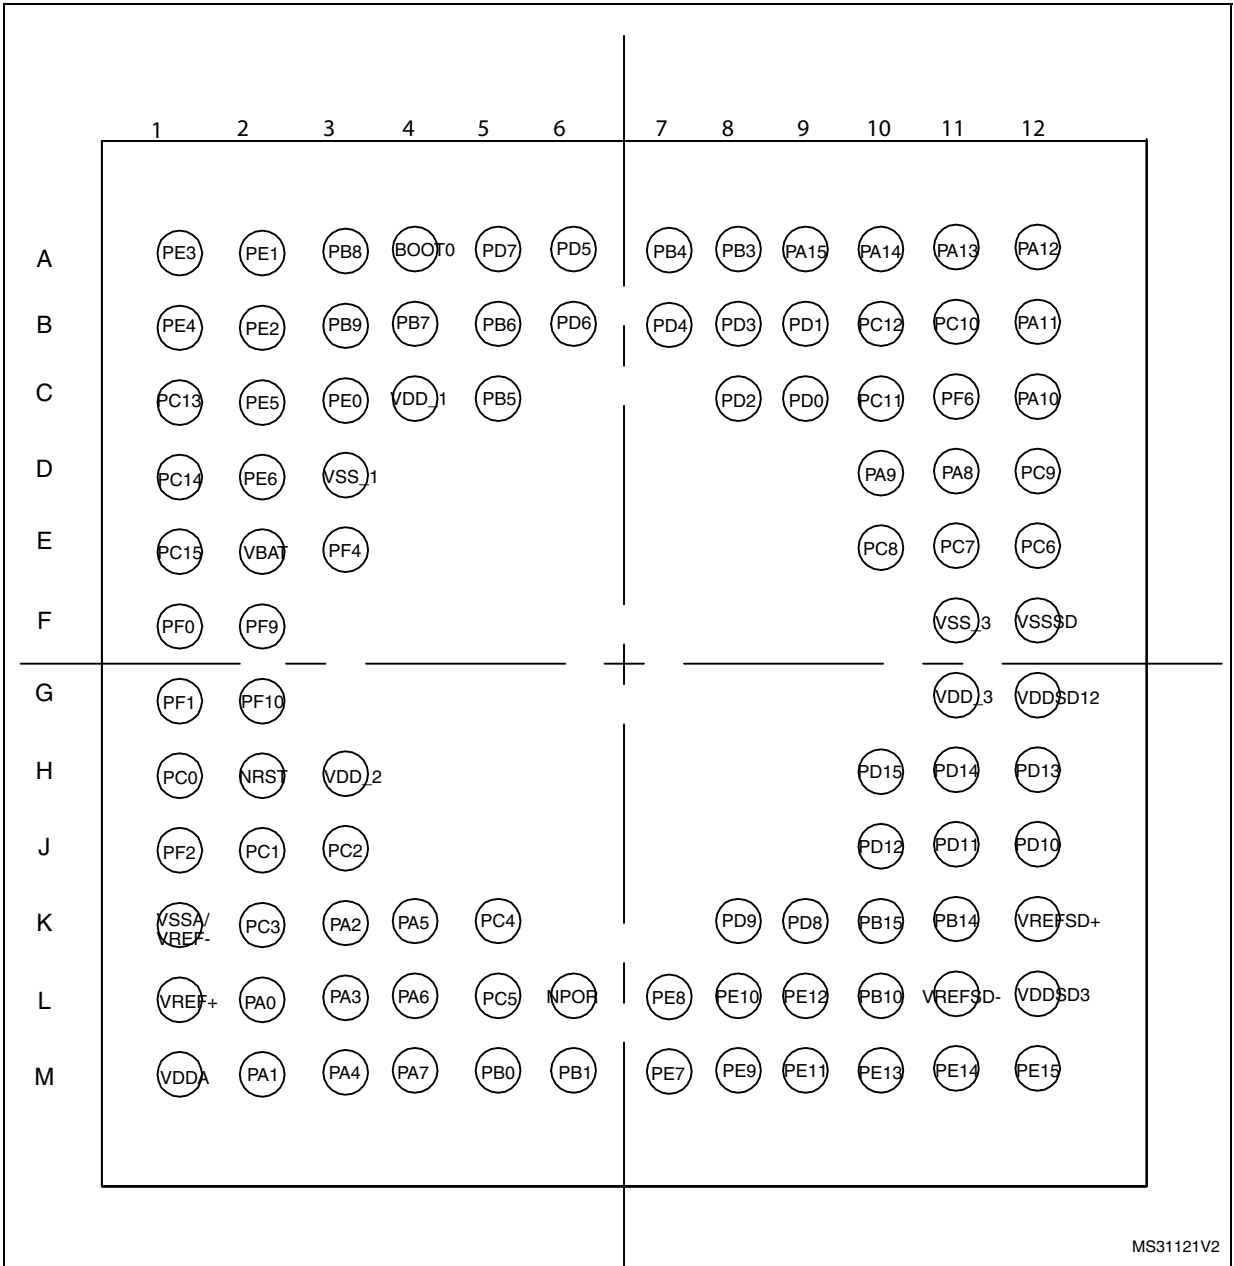 1 2 3 4 5 6 7 8 9 10 11 12
A PE3 PE1 PB8 BOOT0 PD7 PD5 PB4 PB3 PA15 PA14 PA13 PA12
B PE4 PE2 PB9 PB7 PB6 PD6 PD4 PD3 PD1 PC12 PC10 PA11
C PC13 PE5 PE0 VDD_1 PB5 PD2 PD0 PC11 PF6 PA10
D PC14 PE6 VSS_1 PA9 PA8 PC9
E PC15 VBAT PF4 PC8 PC7 PC6
F PF0 PF9 VSS_3 VSSSD
G PF1 PF10 VDD_3 VDDSD12
H PC0 NRST VDD_2 PD15 PD14 PD13
J PF2 PC1 PC2 PD12 PD11 PD10
K VSSA/ VREF- PC3 PA2 PA5 PC4 PD9 PD8 PB15 PB14 VREFSD+
L VREF+ PA0 PA3 PA6 PC5 NPOR PE8 PE10 PE12 PB10 VREFSD- VDDSD3
M VDDA PA1 PA4 PA7 PB0 PB1 PE7 PE9 PE11 PE13 PE14 PE15
MS31121V2